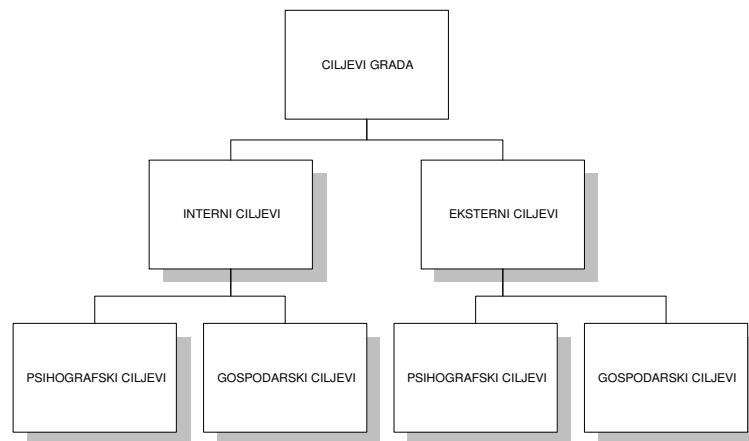 CILJEVI GRADA
INTERNI CILJEVI
EKSTERNI CILJEVI
PSIHOGRAFSKI CILJEVI
GOSPODARSKI CILJEVI
PSIHOGRAFSKI CILJEVI
GOSPODARSKI CILJEVI